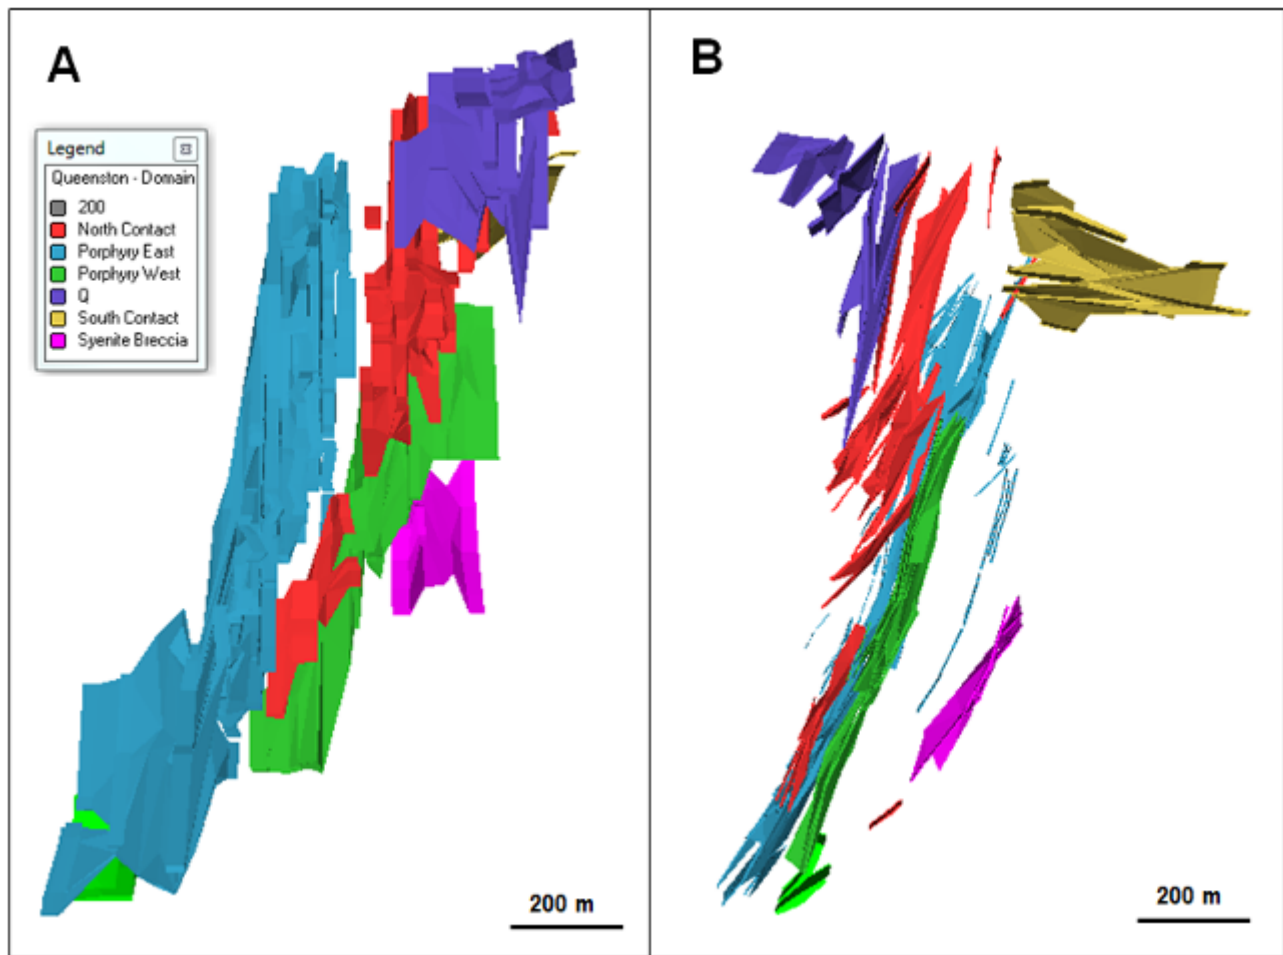 A
B
Legend
Queenston - Domain
200
North Contact
Porphyry East
Porphyry West
Q
South Contact
Syenite Breccia
200 m
200 m